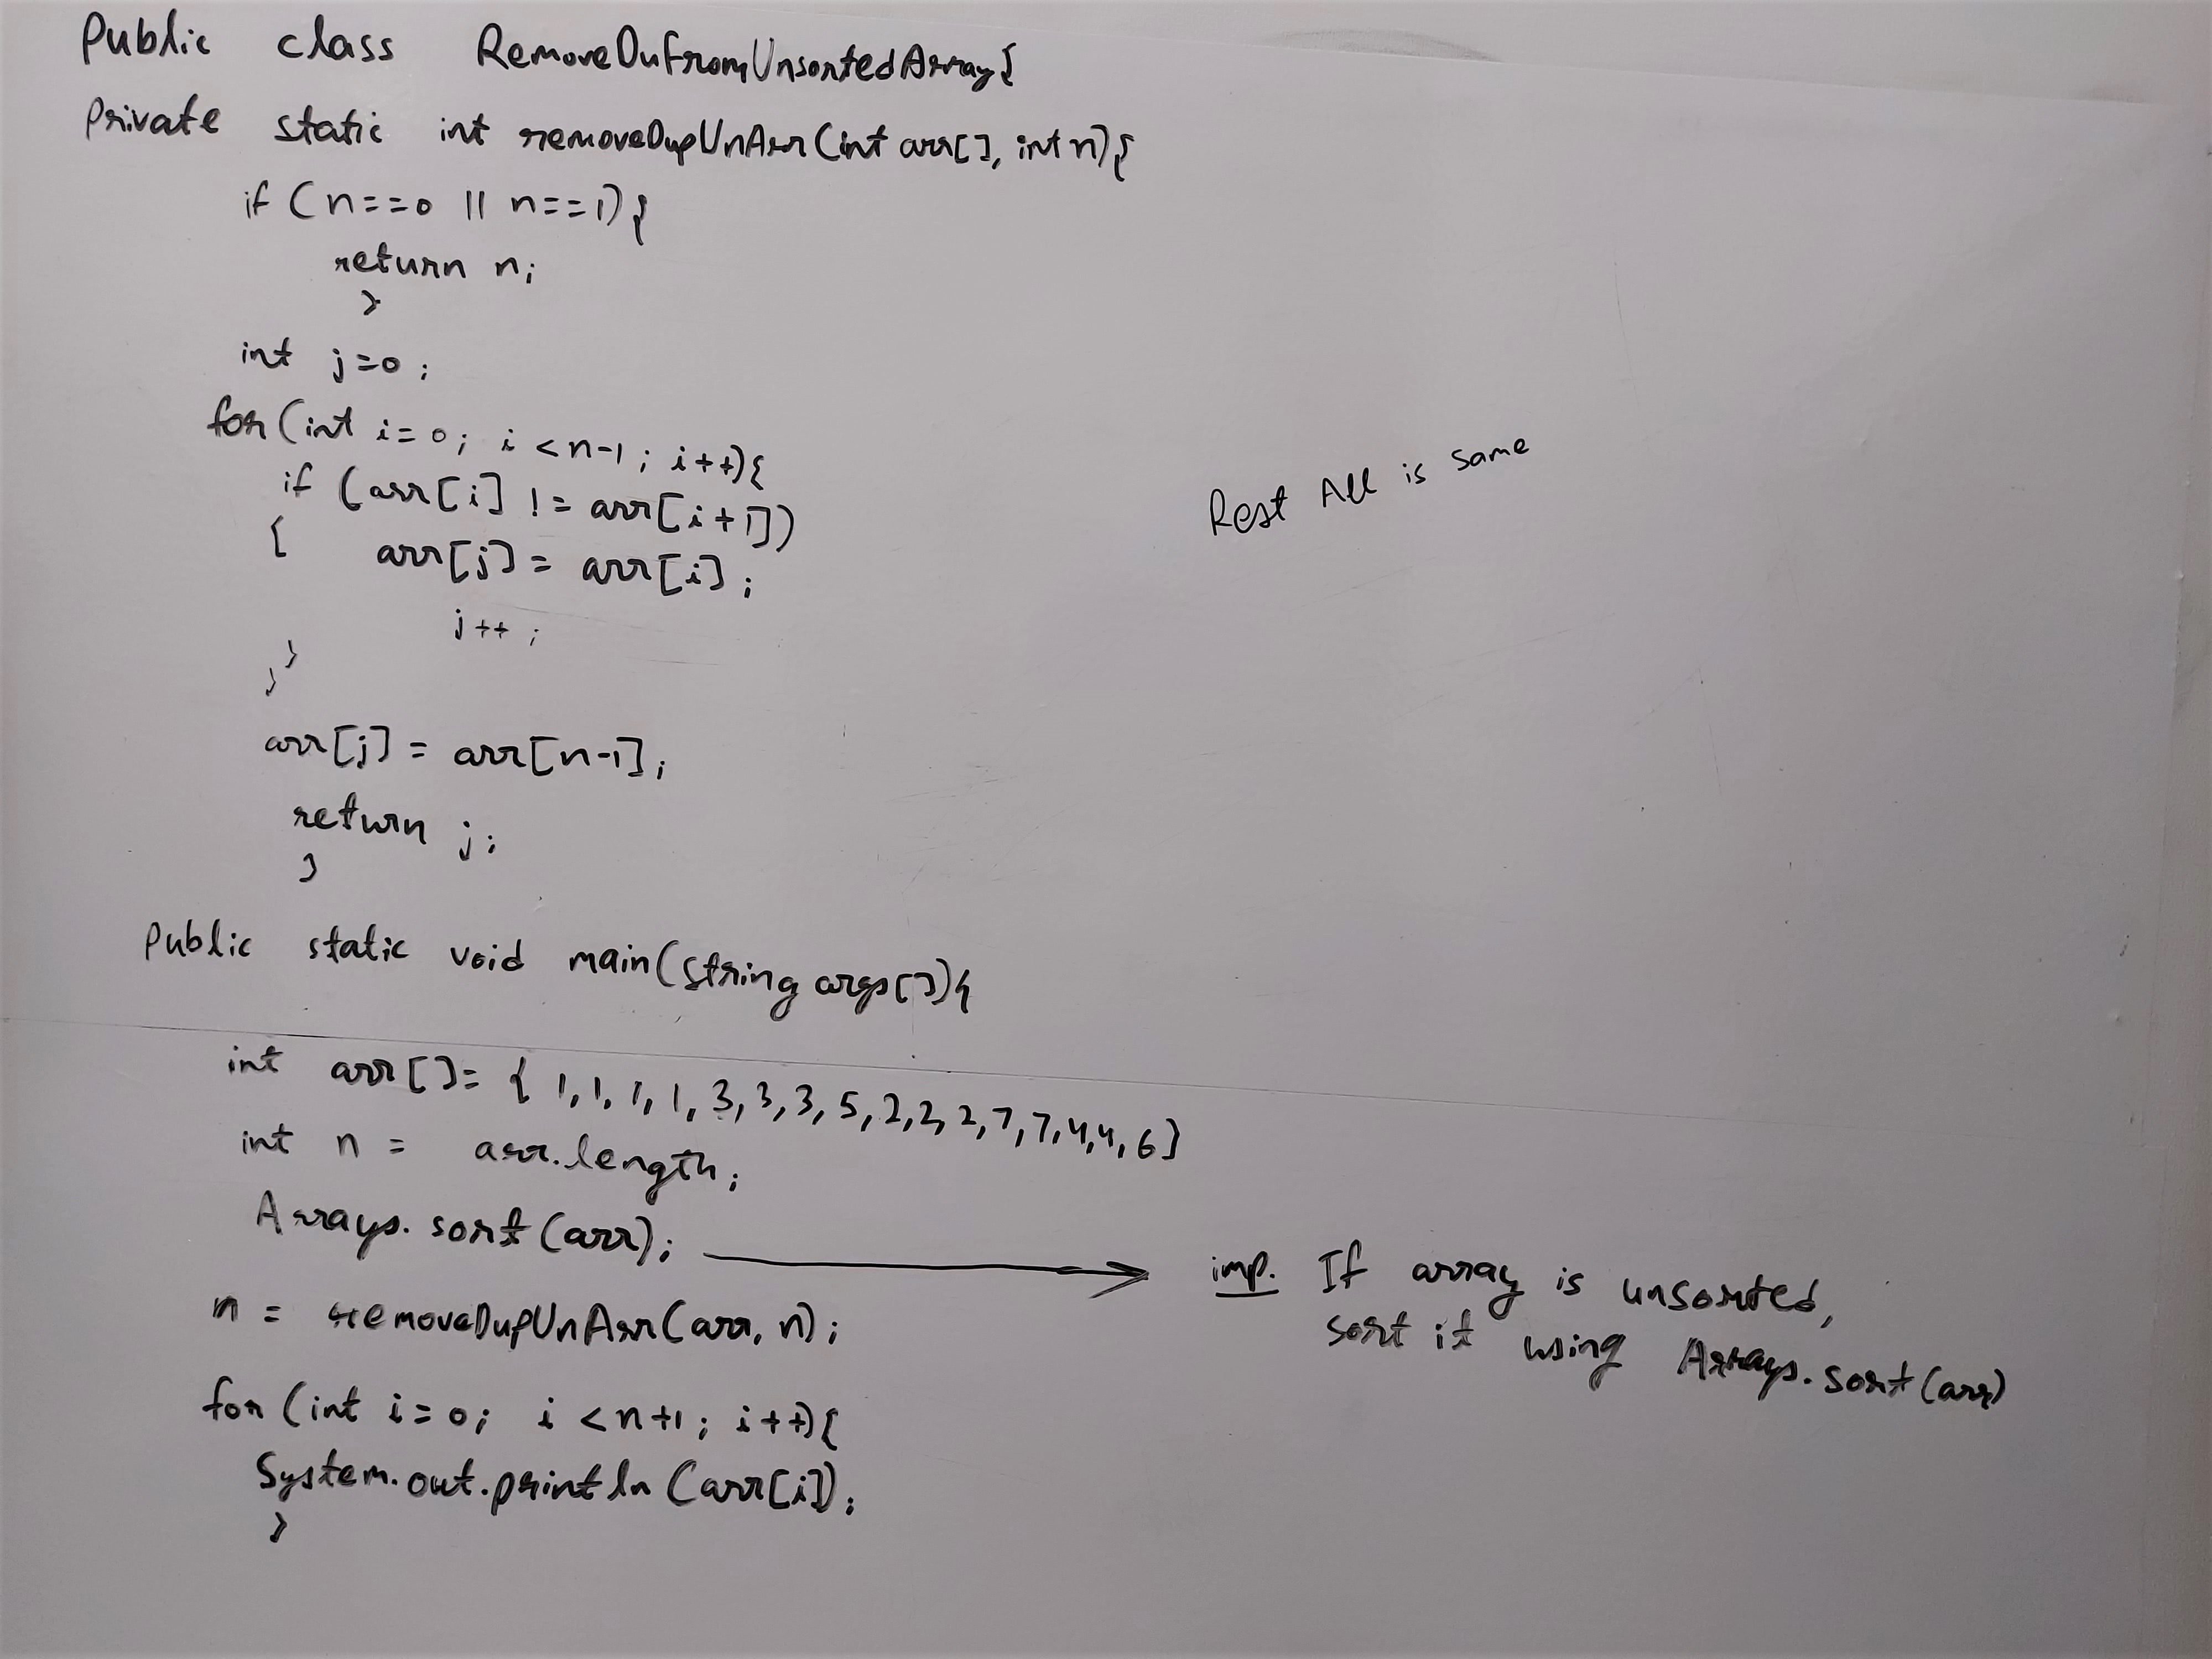 Public class RemoveDuFromUnsortedArray{
Private static int removeDupUnArr(int arr[], int n){
if (n==0 || n==1){
return n;
}
int j=0;
for(int i=0; i<n-1; i++){
if (arr[i] != arr[i+1])
{ arr[j] = arr[i];
j++;
}
}
Rest All is same
arr[j] = arr[n-1];
return j;
}
Public static void main(string args[]){
int arr[]= { 1,1,1,1,3,3,3,5,2,2,2,7,7,4,4,6}
int n = arr.length;
Arrays.sort(arr);
imp. If array is unsorted,
sort it using Arrays.sort(arr)
n = removeDupUnArr(arr, n);
for(int i=0; i<n+1; i++){
System.out.println(arr[i]);
}